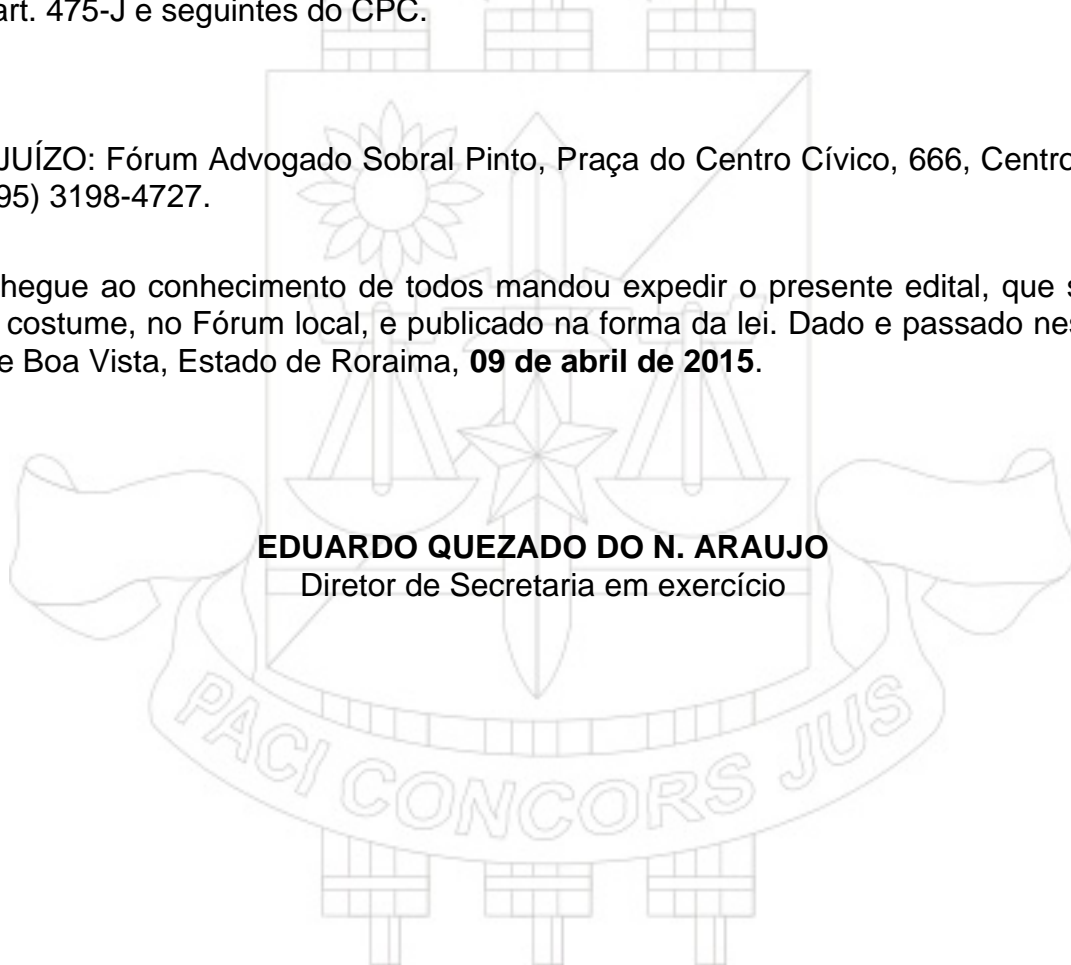 art. 475-J e seguintes do CPC.
JUÍZO: Fórum Advogado Sobral Pinto, Praça do Centro Cívico, 666, Centro
95) 3198-4727.
hegue ao conhecimento de todos mandou expedir o presente edital, que s
costume, no Fórum local, e publicado na forma da lei. Dado e passado nes
e Boa Vista, Estado de Roraima, 09 de abril de 2015.
EDUARDO QUEZADO DO N. ARAUJO
Diretor de Secretaria em exercício
PACI CONCORS JUS